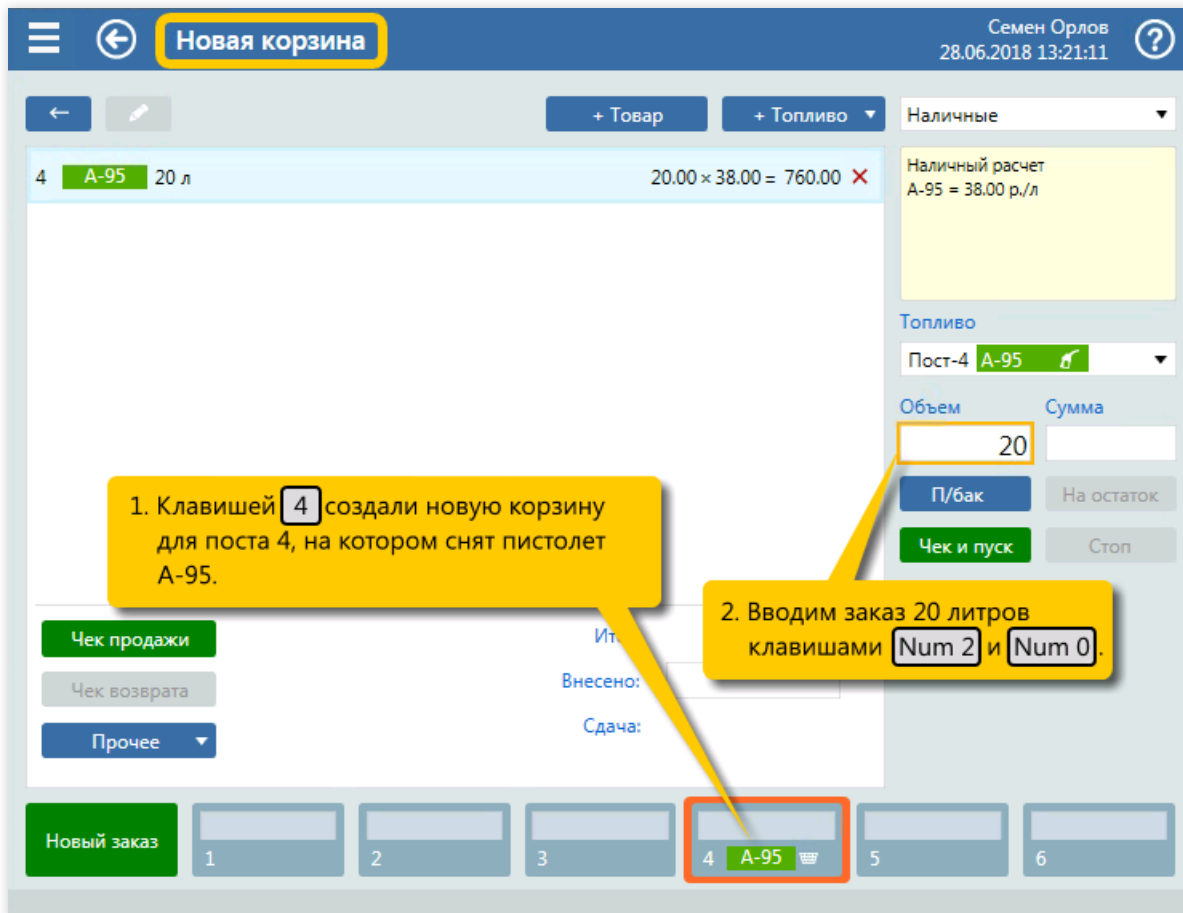 Новая корзина
Семен Орлов
28.06.2018 13:21:11
?
+ Товар
+ Топливо
Наличные
4 А-95 20 л 20.00 × 38.00 = 760.00
Наличный расчет
А-95 = 38.00 р./л
Топливо
Пост-4 А-95
Объем Сумма
20
П/бак На остаток
Чек и пуск Стоп
1. Клавишей 4 создали новую корзину
для поста 4, на котором снят пистолет
А-95.
2. Вводим заказ 20 литров
клавишами Num 2 и Num 0.
Чек продажи
Чек возврата
Внесено:
Прочее
Сдача:
Новый заказ
1 2 3 4 А-95 5 6